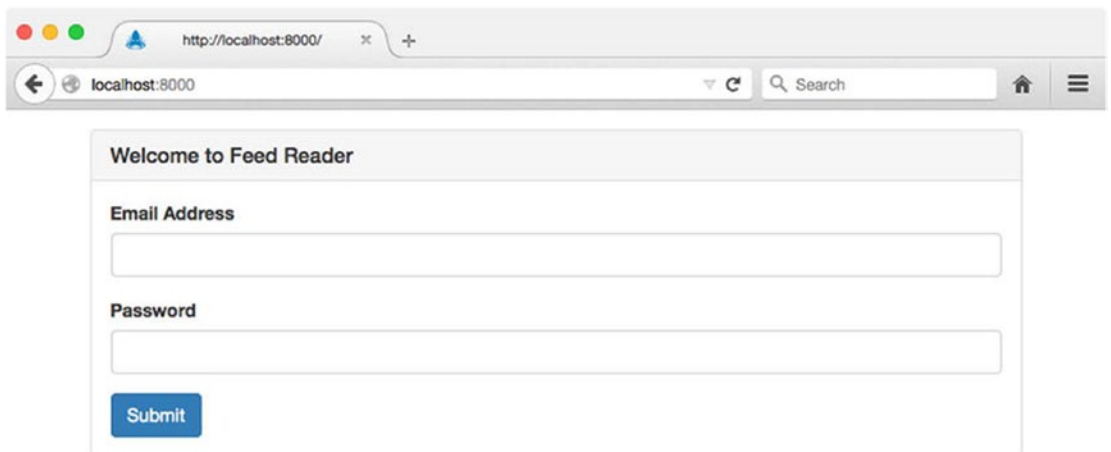 http://localhost:8000/
localhost:8000
Search
Welcome to Feed Reader
Email Address
Password
Submit